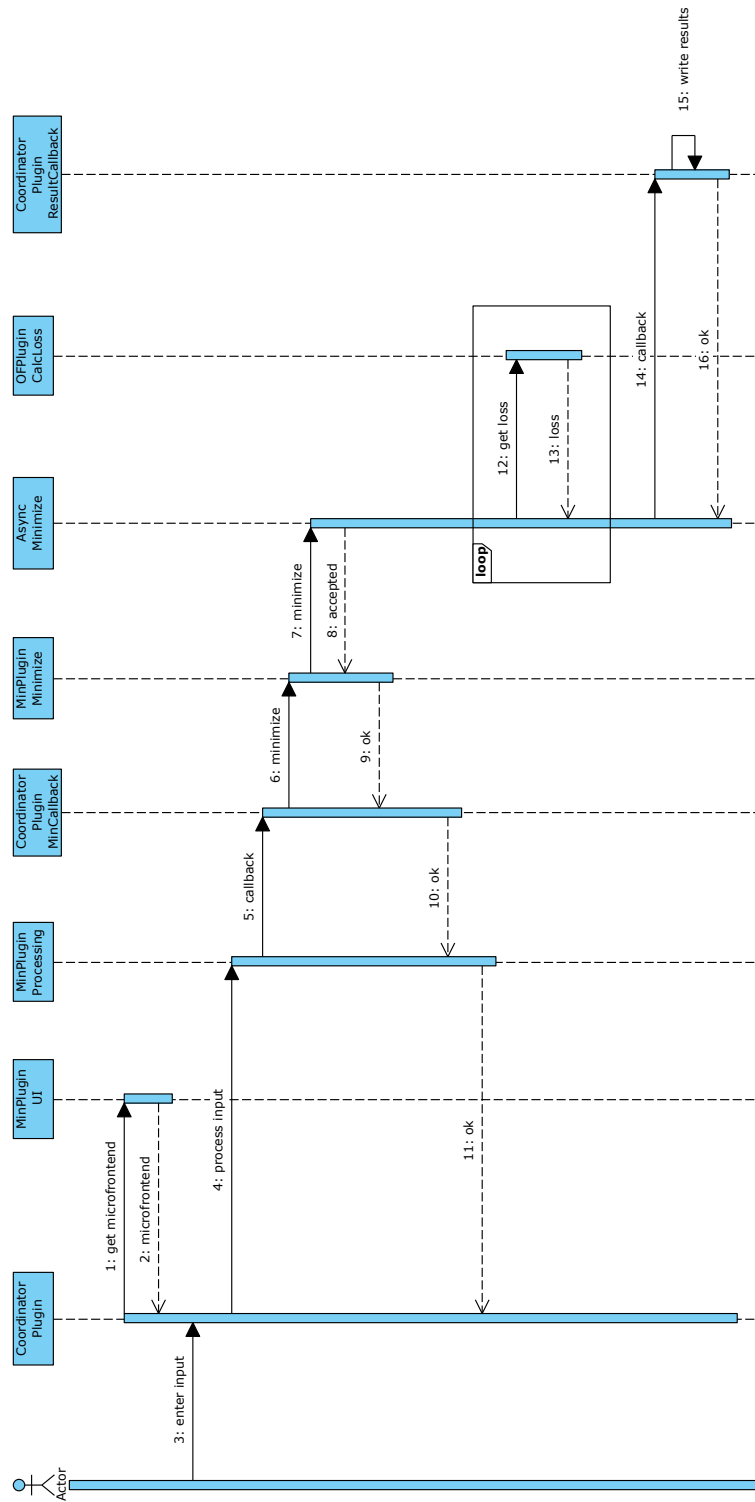 Actor
Coordinator
Plugin
MinPlugin
UI
MinPlugin
Processing
Coordinator
Plugin
MinCallback
MinPlugin
Minimize
Async
Minimize
OFPlugin
CalcLoss
Coordinator
Plugin
ResultCallback
1: get microfrontend
2: microfrontend
3: enter input
4: process input
5: callback
6: minimize
7: minimize
8: accepted
9: ok
10: ok
11: ok
loop
12: get loss
13: loss
14: callback
15: write results
16: ok